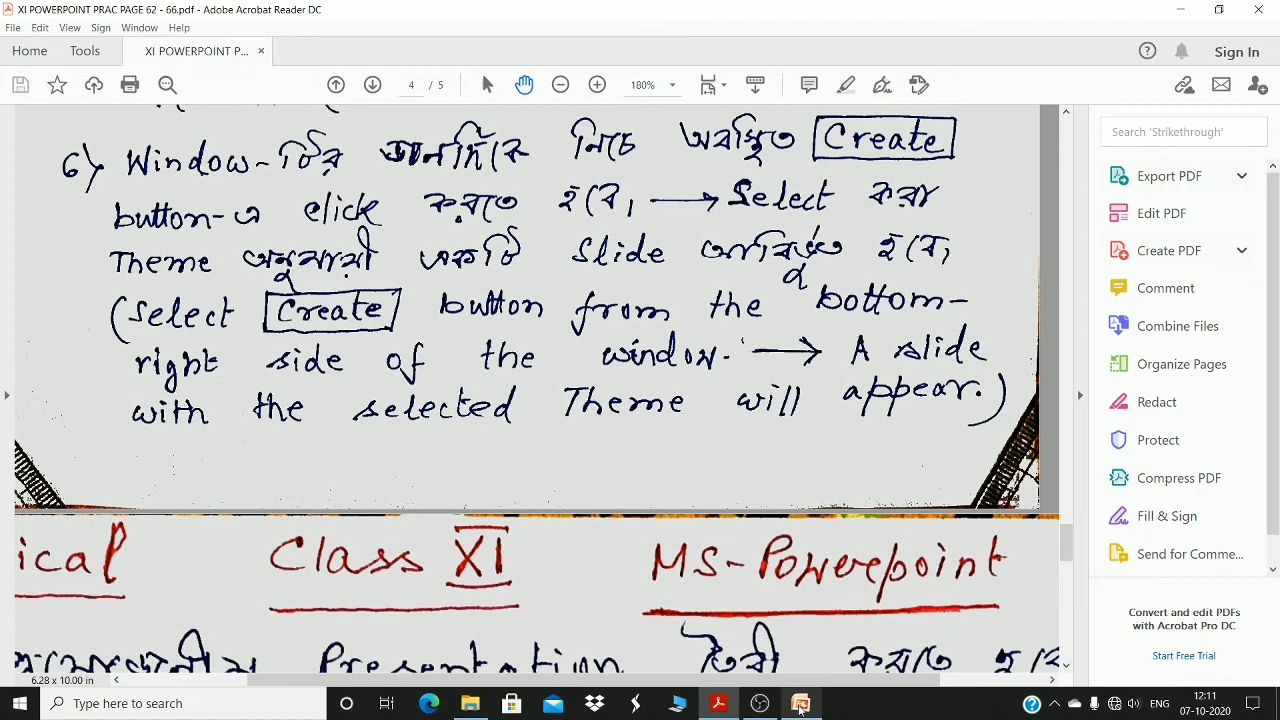 XI POWERPOINT PRAC PAGE 62 - 66.pdf - Adobe Acrobat Reader DC
File Edit View Sign Window Help
Home Tools XI POWERPOINT P... × Sign In
4 / 5 180%
Search 'Strikethrough'
Export PDF
Edit PDF
Create PDF
Comment
Combine Files
Organize Pages
Redact
Protect
Compress PDF
Fill & Sign
Send for Comme...
Convert and edit PDFs
with Acrobat Pro DC
Start Free Trial
6) Window-টির ডানদিকে নিচে অবস্থিত Create
button-এ click করতে হবে, → Select করা
Theme অনুযায়ী একটি Slide আবির্ভূত হবে,
(Select Create button from the bottom-
right side of the window. → A slide
with the selected Theme will appear.)
ical Class XI MS-Powerpoint
Presentation তৈরী করতে
6.28 x 10.00 in
Type here to search
ENG
12:11
07-10-2020